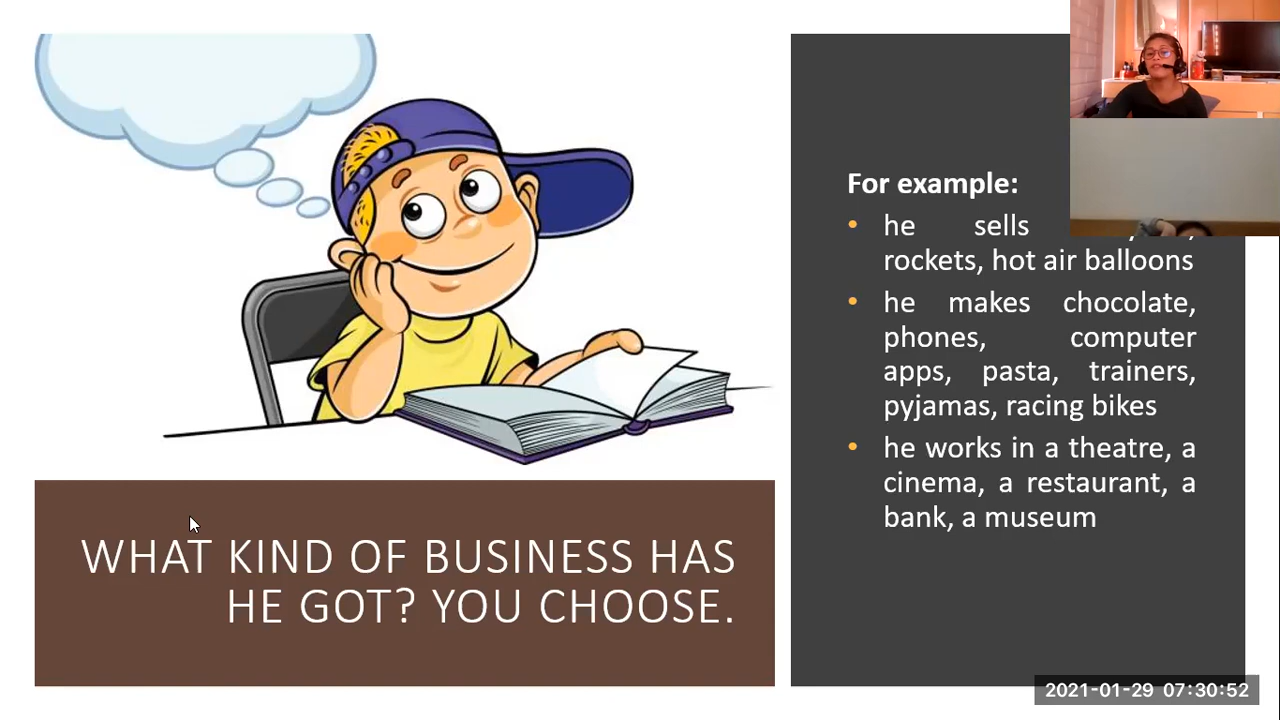 WHAT KIND OF BUSINESS HAS
HE GOT? YOU CHOOSE.
For example:
• he sells
rockets, hot air balloons
• he makes chocolate,
phones, computer
apps, pasta, trainers,
pyjamas, racing bikes
• he works in a theatre, a
cinema, a restaurant, a
bank, a museum
2021-01-29 07:30:52